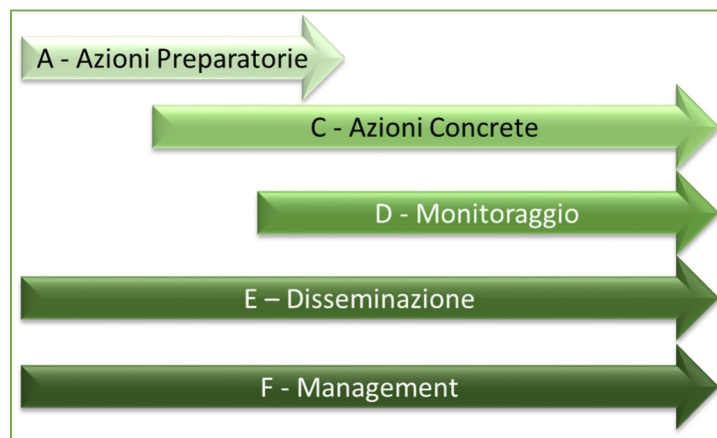 A - Azioni Preparatorie
C - Azioni Concrete
D - Monitoraggio
E – Disseminazione
F - Management